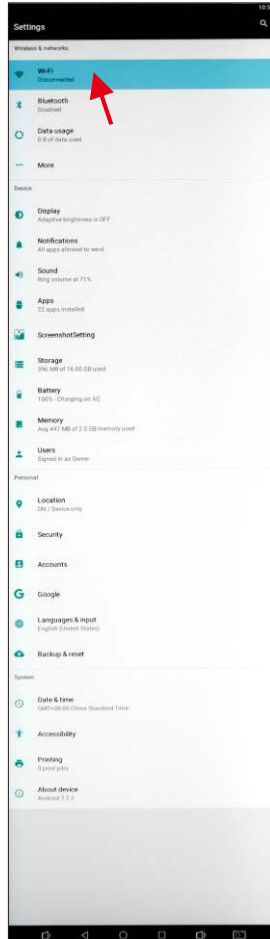 Settings
Wireless & networks
Wi-Fi
Disconnected
Bluetooth
Disabled
Data usage
0 B of data used
More
Device
Display
Adaptive brightness is OFF
Notifications
All apps allowed to send
Sound
Ring volume at 71%
Apps
22 apps installed
ScreenshotSetting
Storage
396 MB of 16.00 GB used
Battery
100% - Charging on AC
Memory
Avg 447 MB of 2.0 GB memory used
Users
Signed in as Owner
Personal
Location
ON / Device only
Security
Accounts
Google
Languages & input
English (United States)
Backup & reset
System
Date & time
GMT+08:00 China Standard Time
Accessibility
Printing
0 print jobs
About device
Android 7.1.2